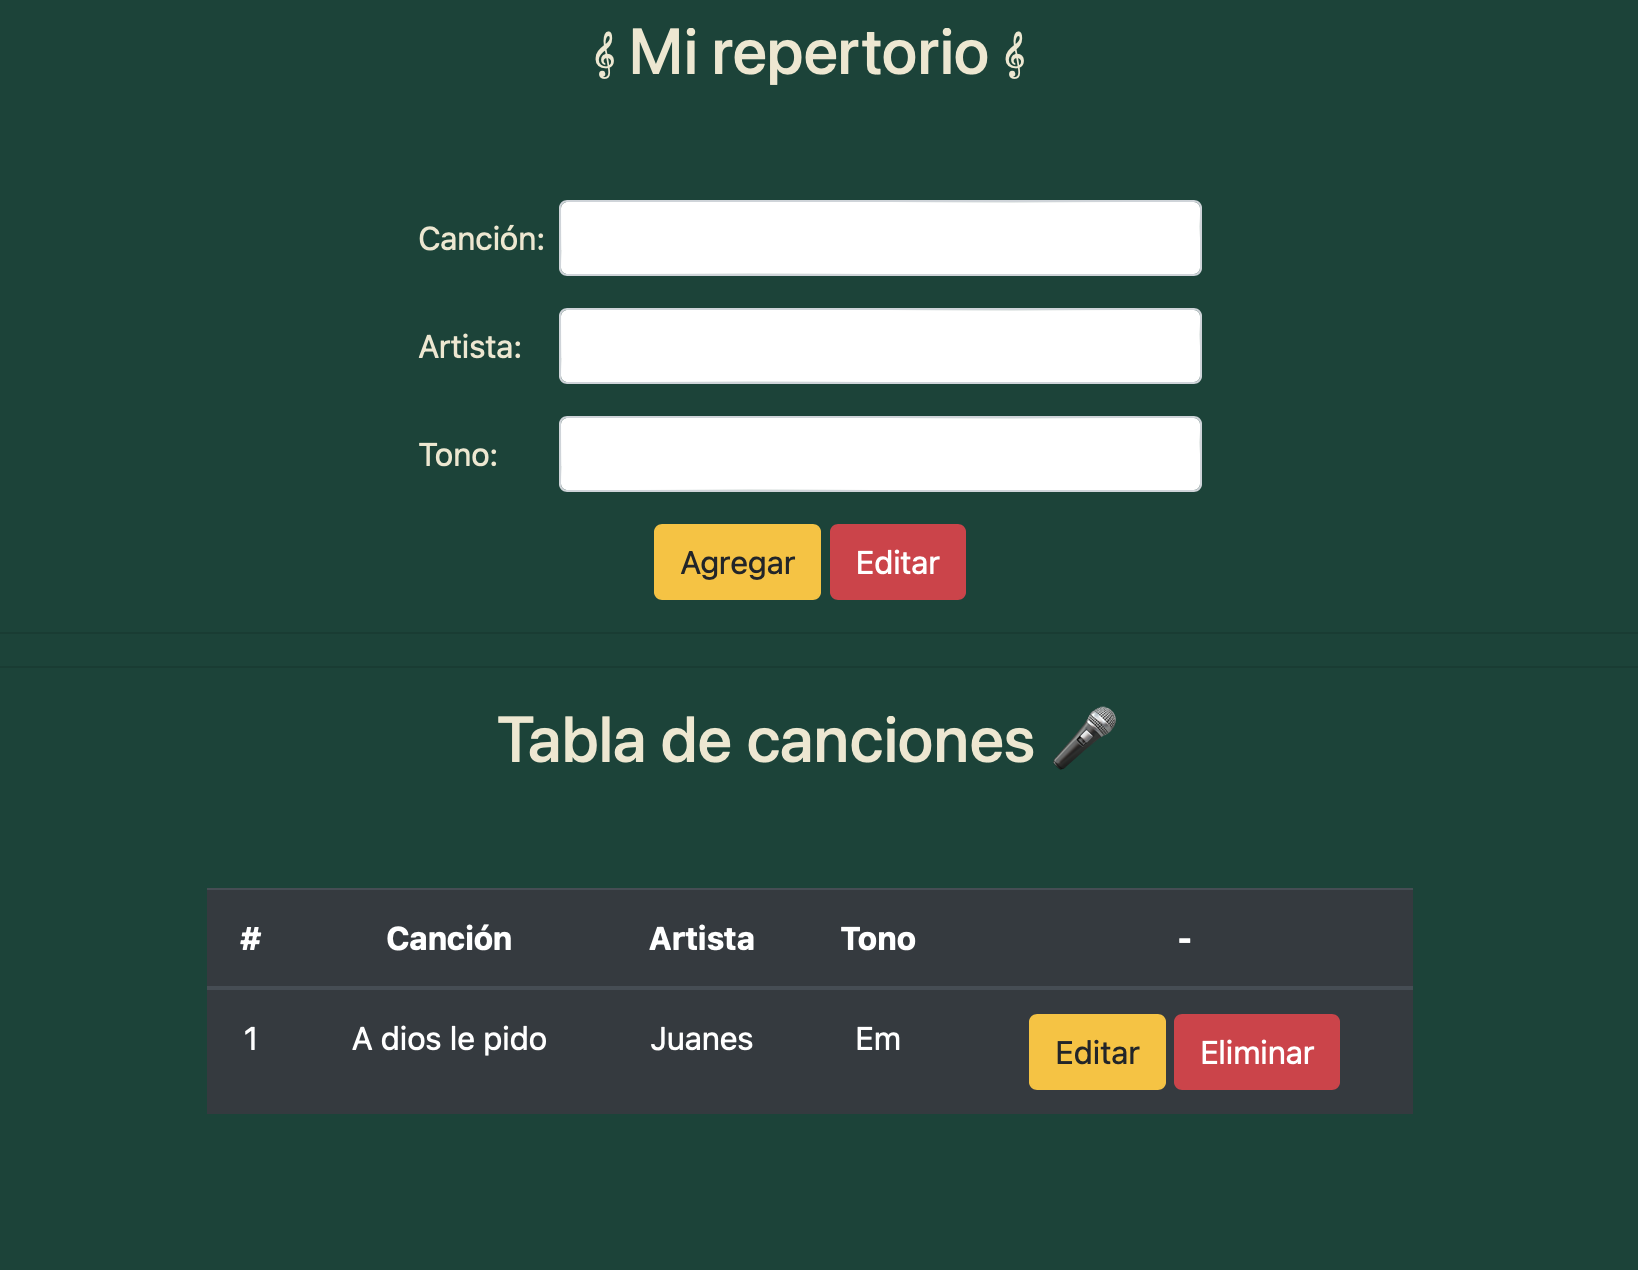 𝄞 Mi repertorio 𝄞
Canción:
Artista:
Tono:
Agregar Editar
Tabla de canciones 🎤
# Canción Artista Tono -
1 A dios le pido Juanes Em Editar Eliminar